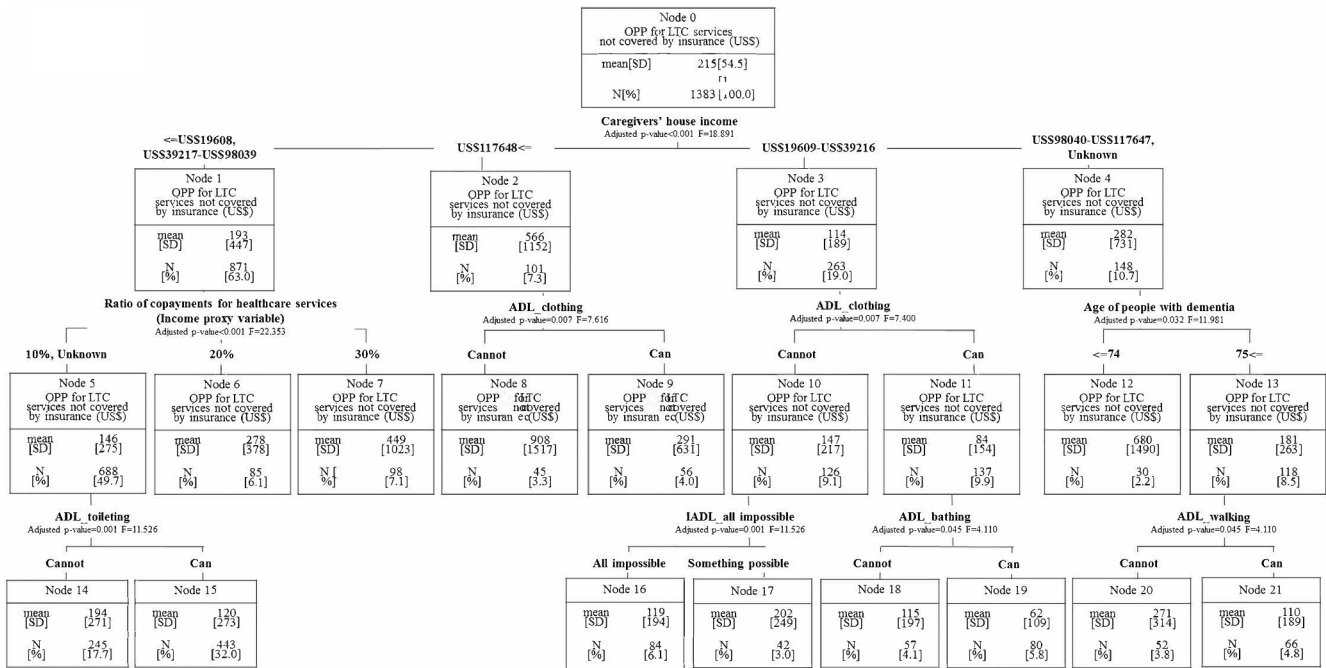 Node 0
OPP for LTC services
not covered by insurance (US$)
mean[SD] 215[54.5]
N[%] 1383 [100.0]
Caregivers' house income
Adjusted p-value<0.001 F=18.891
<=US$19608,
US$39217-US$98039
US$117648<=
US$19609-US$39216
US$98040-US$117647,
Unknown
Node 1
OPP for LTC
services not covered
by insurance (US$)
mean 193
[SD] [447]
N 871
[%] [63.0]
Node 2
OPP for LTC
services not covered
by insurance (US$)
mean 566
[SD] [1152]
N 101
[%] [7.3]
Node 3
OPP for LTC
services not covered
by insurance (US$)
mean 114
[SD] [189]
N 263
[%] [19.0]
Node 4
OPP for LTC
services not covered
by insurance (US$)
mean 282
[SD] [731]
N 148
[%] [10.7]
Ratio of copayments for healthcare services
(Income proxy variable)
Adjusted p-value<0.001 F=22.353
ADL_clothing
Adjusted p-value=0.007 F=7.616
ADL_clothing
Adjusted p-value=0.007 F=7.400
Age of people with dementia
Adjusted p-value=0.032 F=11.981
10%, Unknown
20%
30%
Cannot
Can
Cannot
Can
<=74
75<=
Node 5
OPP for LTC
services not covered
by insurance (US$)
mean 146
[SD] [275]
N 688
[%] [49.7]
Node 6
OPP for LTC
services not covered
by insurance (US$)
mean 278
[SD] [378]
N 85
[%] [6.1]
Node 7
OPP for LTC
services not covered
by insurance (US$)
mean 449
[SD] [1023]
N [ 98
%] [7.1]
Node 8
OPP for LTC
services not covered
by insurance (US$)
mean 908
[SD] [1517]
N 45
[%] [3.3]
Node 9
OPP for LTC
services not covered
by insurance (US$)
mean 291
[SD] [631]
N 56
[%] [4.0]
Node 10
OPP for LTC
services not covered
by insurance (US$)
mean 147
[SD] [217]
N 126
[%] [9.1]
Node 11
OPP for LTC
services not covered
by insurance (US$)
mean 84
[SD] [154]
N 137
[%] [9.9]
Node 12
OPP for LTC
services not covered
by insurance (US$)
mean 680
[SD] [1490]
N 30
[%] [2.2]
Node 13
OPP for LTC
services not covered
by insurance (US$)
mean 181
[SD] [263]
N 118
[%] [8.5]
ADL_toileting
Adjusted p-value=0.001 F=11.526
IADL_all impossible
Adjusted p-value=0.001 F=11.526
ADL_bathing
Adjusted p-value=0.045 F=4.110
ADL_walking
Adjusted p-value=0.045 F=4.110
Cannot
Can
All impossible
Something possible
Cannot
Can
Cannot
Can
Node 14
mean 194
[SD] [271]
N 245
[%] [17.7]
Node 15
mean 120
[SD] [273]
N 443
[%] [32.0]
Node 16
mean 119
[SD] [194]
N 84
[%] [6.1]
Node 17
mean 202
[SD] [249]
N 42
[%] [3.0]
Node 18
mean 115
[SD] [197]
N 57
[%] [4.1]
Node 19
mean 62
[SD] [109]
N 80
[%] [5.8]
Node 20
mean 271
[SD] [314]
N 52
[%] [3.8]
Node 21
mean 110
[SD] [189]
N 66
[%] [4.8]